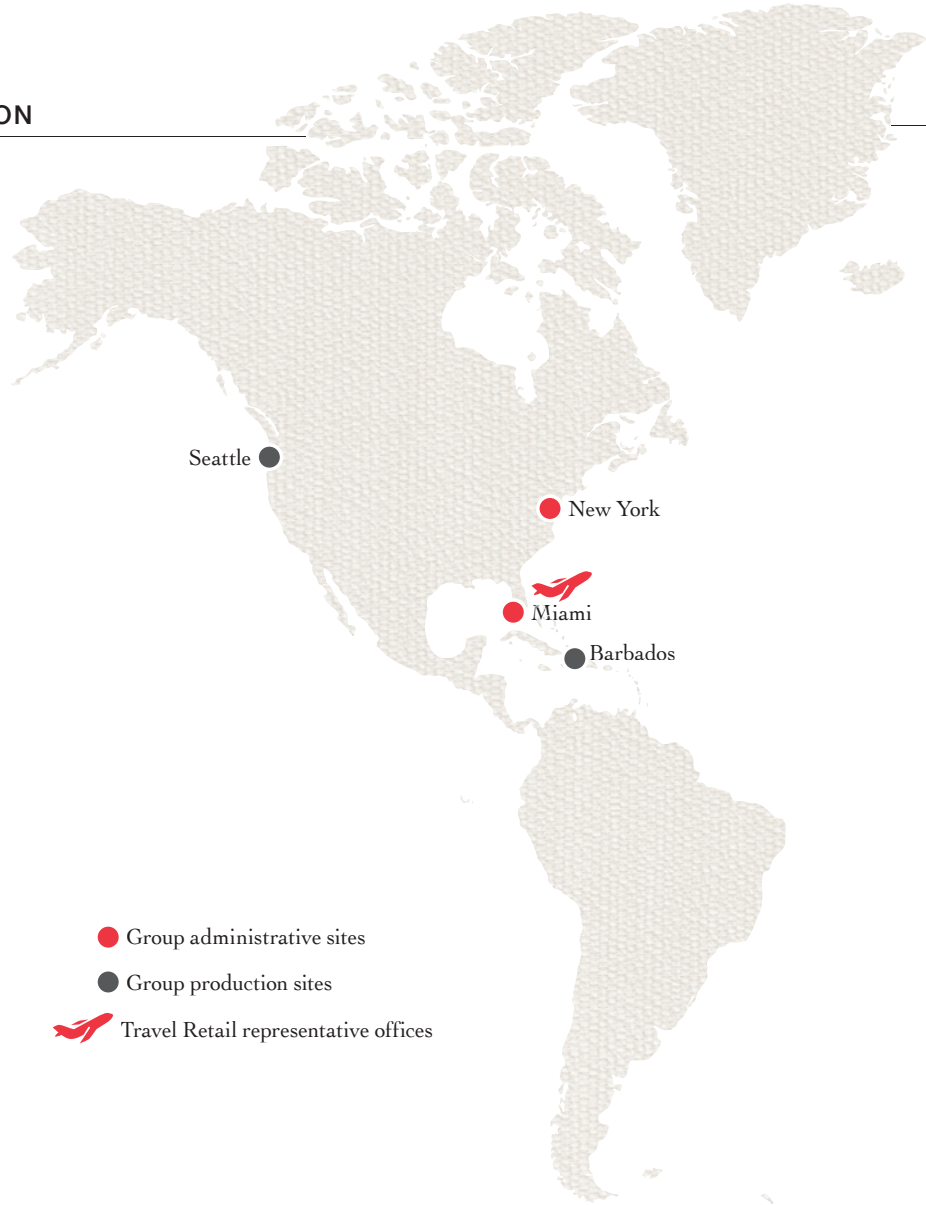 ON
Seattle
New York
Miami
Barbados
Group administrative sites
Group production sites
Travel Retail representative offices